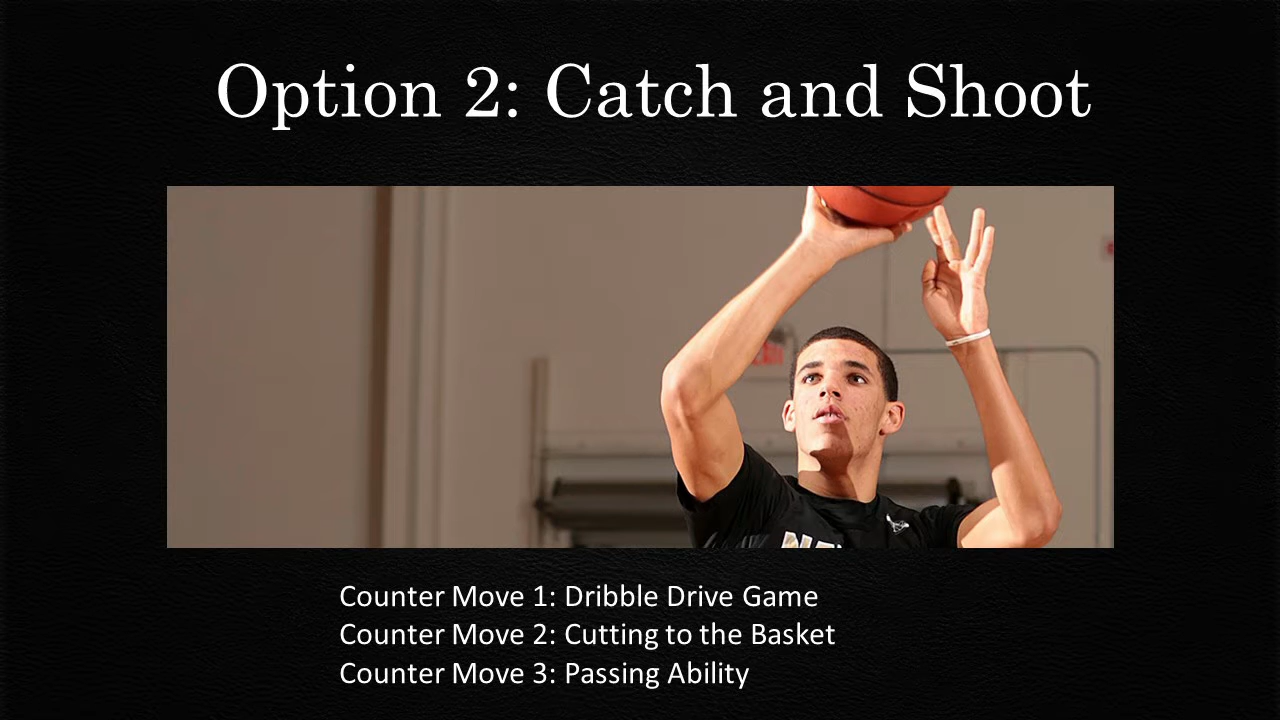 Option 2: Catch and Shoot
EXIT
Counter Move 1: Dribble Drive Game
Counter Move 2: Cutting to the Basket
Counter Move 3: Passing Ability